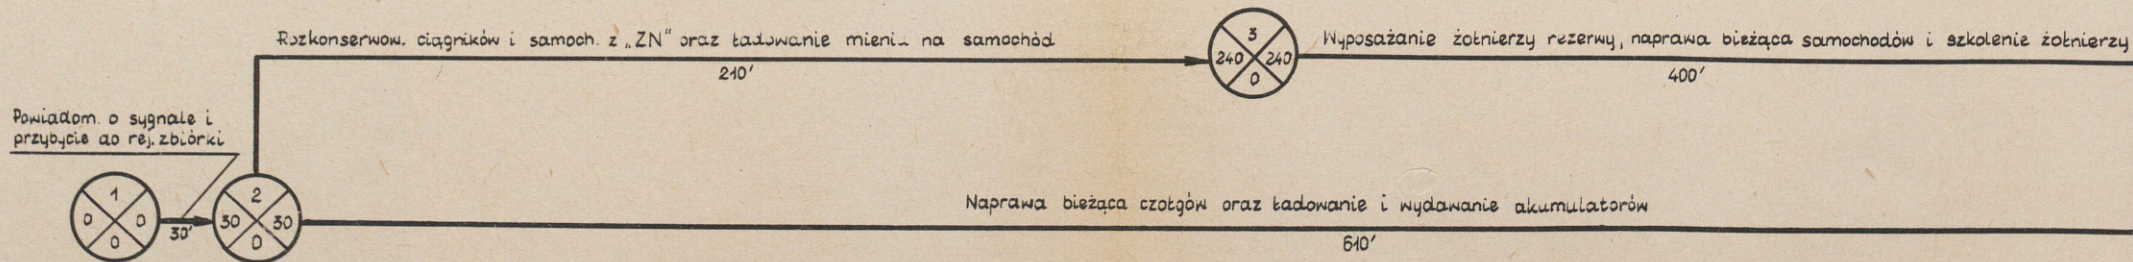 Rozkonserwow. ciągników i samoch. z „ZN" oraz ładowanie mienia na samochód
210'
3
240 240
0
Wyposażanie żołnierzy rezerwy, naprawa bieżąca samochodów i szkolenie żołnierzy
400'
Powiadom. o sygnale i
przybycie do rej. zbiórki
1
0 0
0
30'
2
30 30
0
Naprawa bieżąca czołgów oraz ładowanie i wydawanie akumulatorów
610'